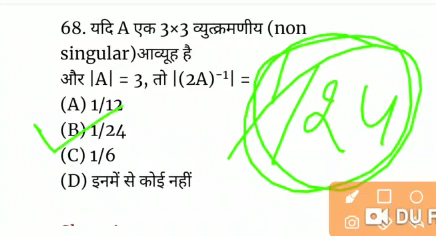 68. यदि A एक 3×3 व्युत्क्रमणीय (non
singular)आव्यूह है
और |A| = 3, तो |(2A)⁻¹| =
(A) 1/12
(B) 1/24
(C) 1/6
(D) इनमें से कोई नहीं
1/24
DU F